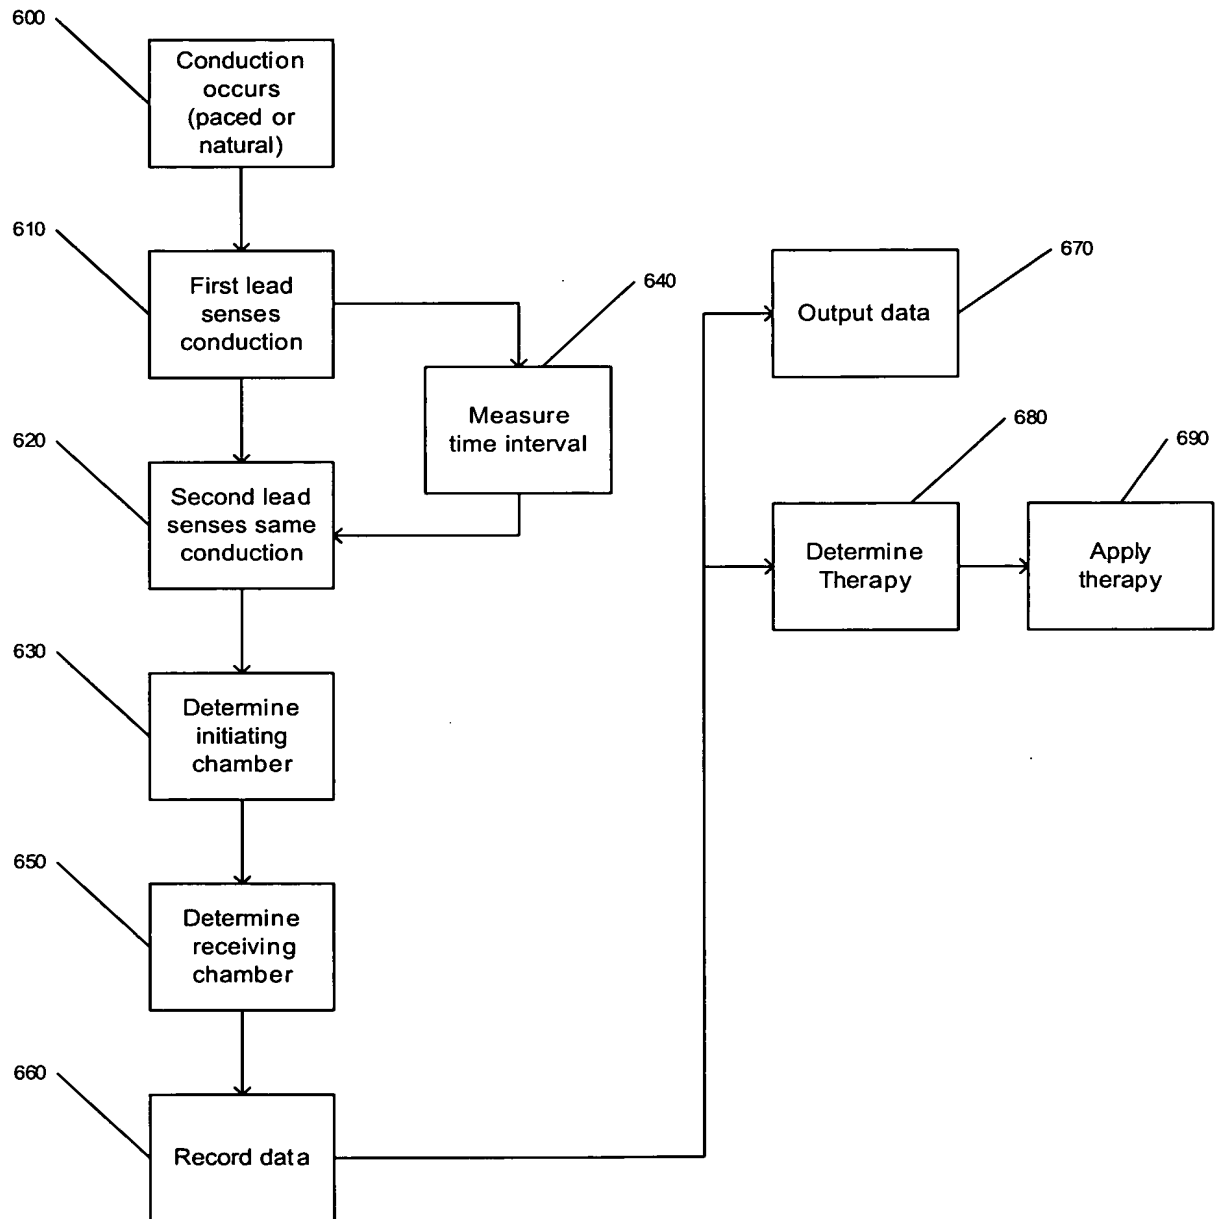 600
Conduction
occurs
(paced or
natural)
610
First lead
senses
conduction
640
Measure
time interval
620
Second lead
senses same
conduction
630
Determine
initiating
chamber
650
Determine
receiving
chamber
660
Record data
670
Output data
680
Determine
Therapy
690
Apply
therapy